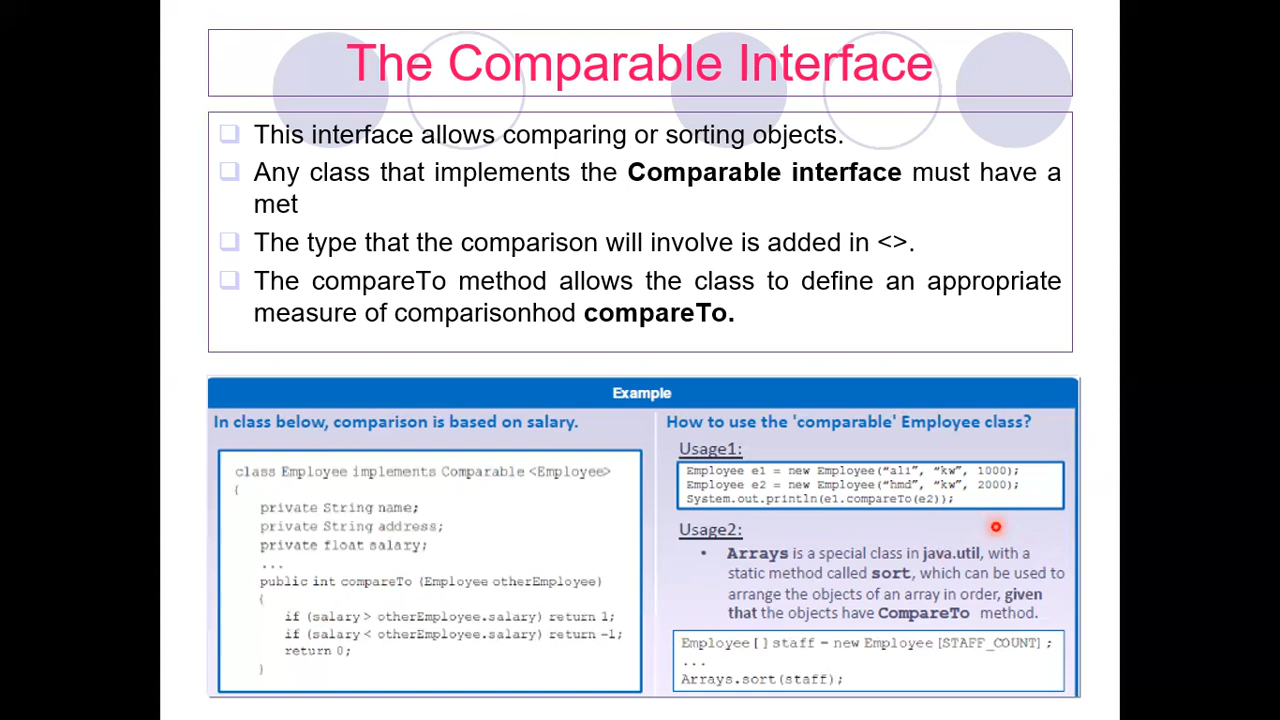 The Comparable Interface
This interface allows comparing or sorting objects.
Any class that implements the Comparable interface must have a
met
The type that the comparison will involve is added in <>.
The compareTo method allows the class to define an appropriate
measure of comparisonhod compareTo.
Example
In class below, comparison is based on salary.
class Employee implements Comparable <Employee>
{
private String name;
private String address;
private float salary;
...
public int compareTo (Employee otherEmployee)
{
if (salary > otherEmployee.salary) return 1;
if (salary < otherEmployee.salary) return -1;
return 0;
}
How to use the 'comparable' Employee class?
Usage1:
Employee e1 = new Employee(“ali”, “kw”, 1000);
Employee e2 = new Employee(“hmd”, “kw”, 2000);
System.out.println(e1.compareTo(e2));
Usage2:
• Arrays is a special class in java.util, with a
static method called sort, which can be used to
arrange the objects of an array in order, given
that the objects have CompareTo method.
Employee[] staff = new Employee [STAFF_COUNT] ;
...
Arrays.sort(staff);